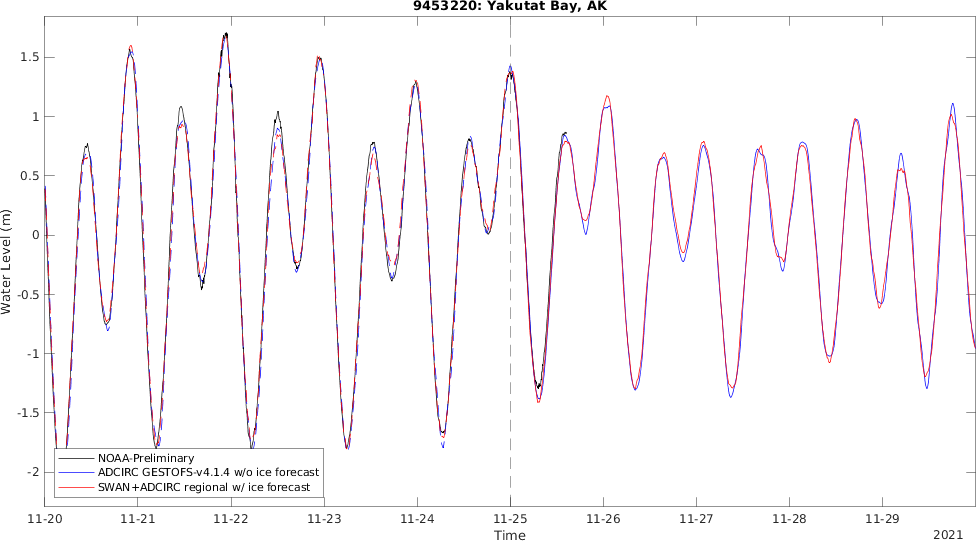 9453220: Yakutat Bay, AK
Water Level (m)
1.5
1
0.5
0
-0.5
-1
-1.5
-2
NOAA-Preliminary
ADCIRC GESTOFS-v4.1.4 w/o ice forecast
SWAN+ADCIRC regional w/ ice forecast
11-20 11-21 11-22 11-23 11-24 11-25 11-26 11-27 11-28 11-29
2021
Time